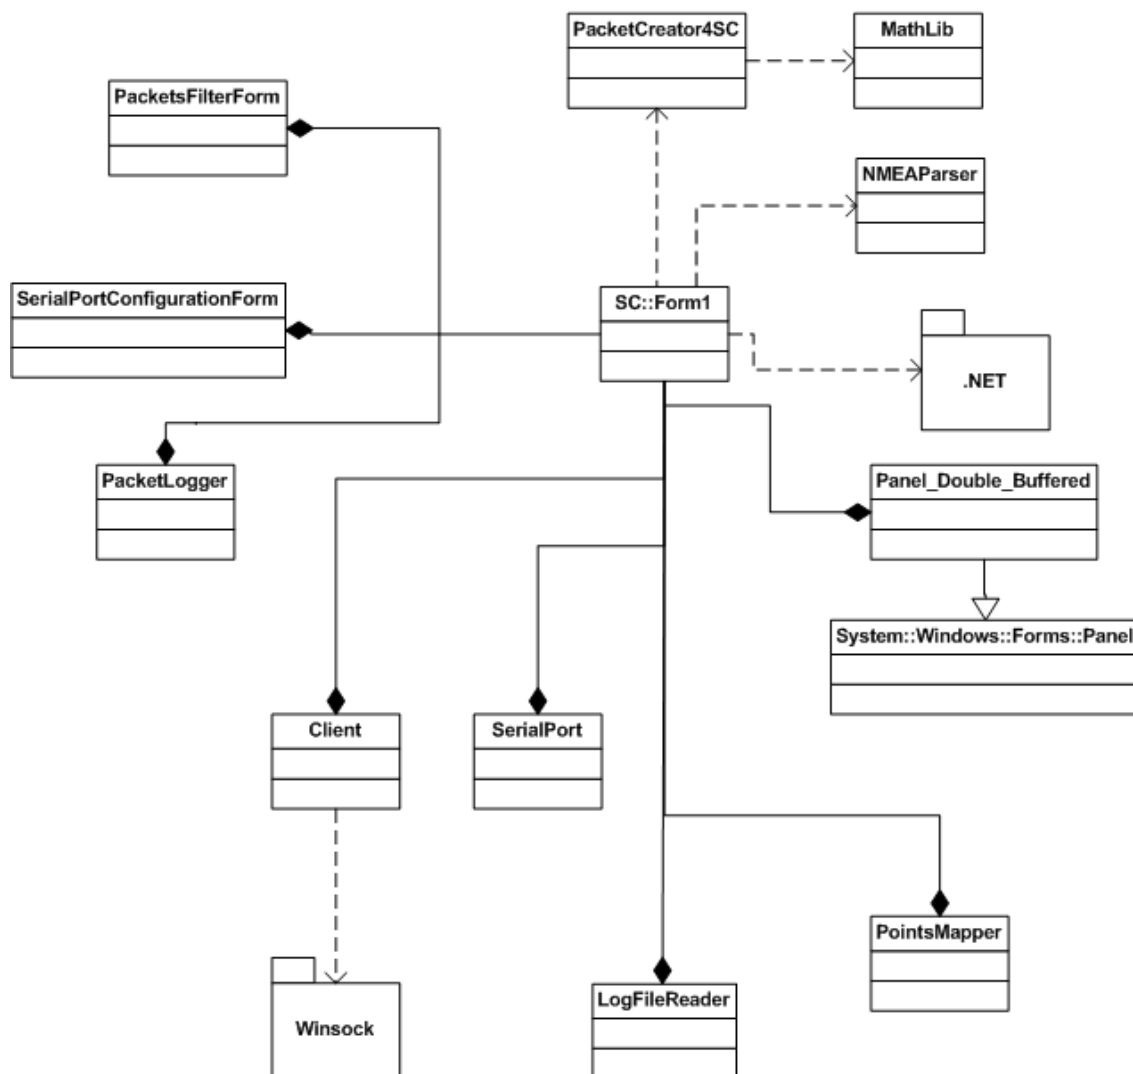 PacketCreator4SC
MathLib
PacketsFilterForm
NMEAParser
SerialPortConfigurationForm
SC::Form1
.NET
PacketLogger
Panel_Double_Buffered
System::Windows::Forms::Panel
Client
SerialPort
PointsMapper
LogFileReader
Winsock